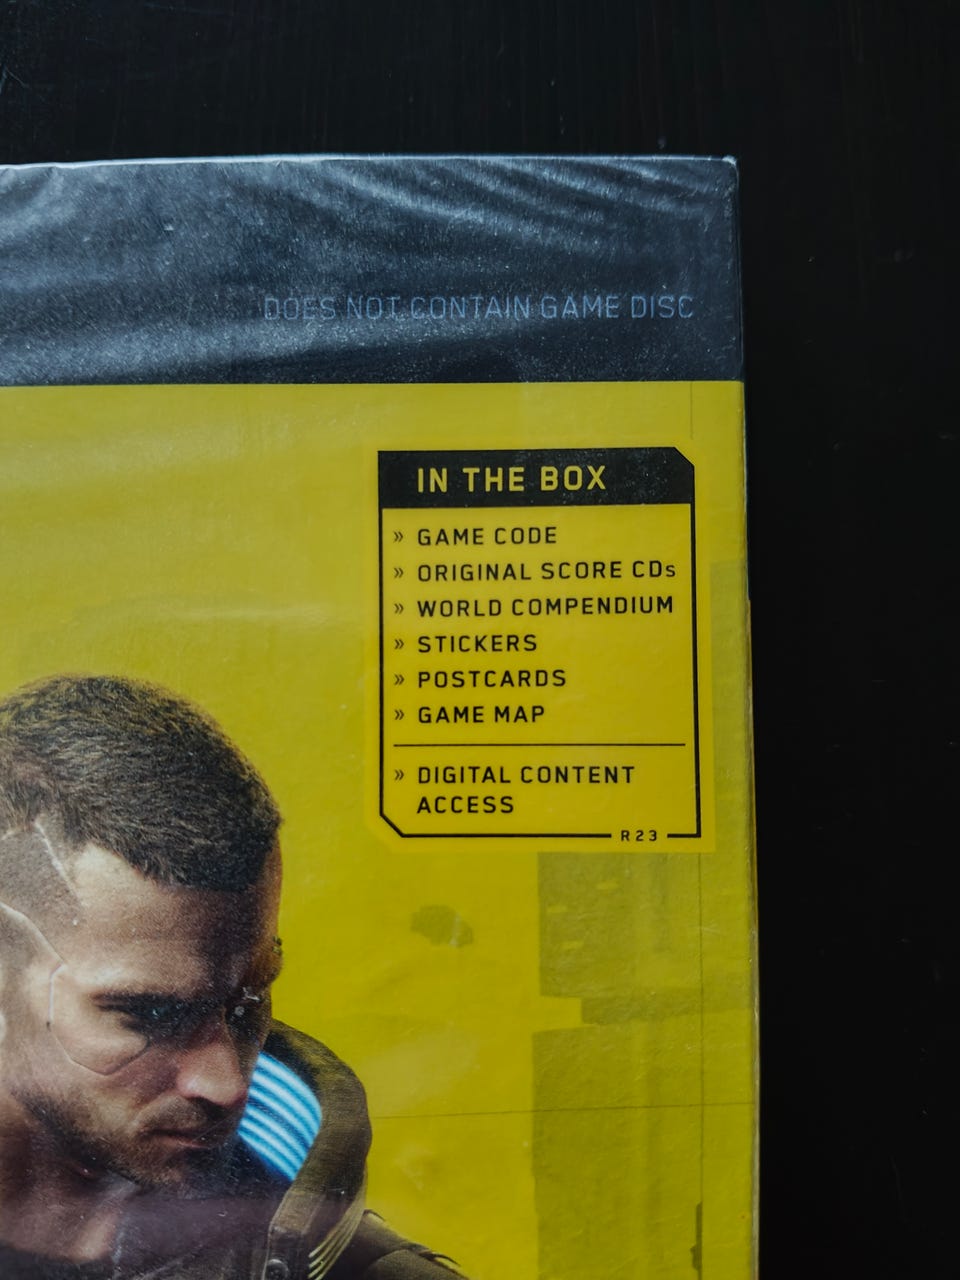 DOES NOT CONTAIN GAME DISC
IN THE BOX
» GAME CODE
» ORIGINAL SCORE CDs
» WORLD COMPENDIUM
» STICKERS
» POSTCARDS
» GAME MAP
» DIGITAL CONTENT
ACCESS
R23